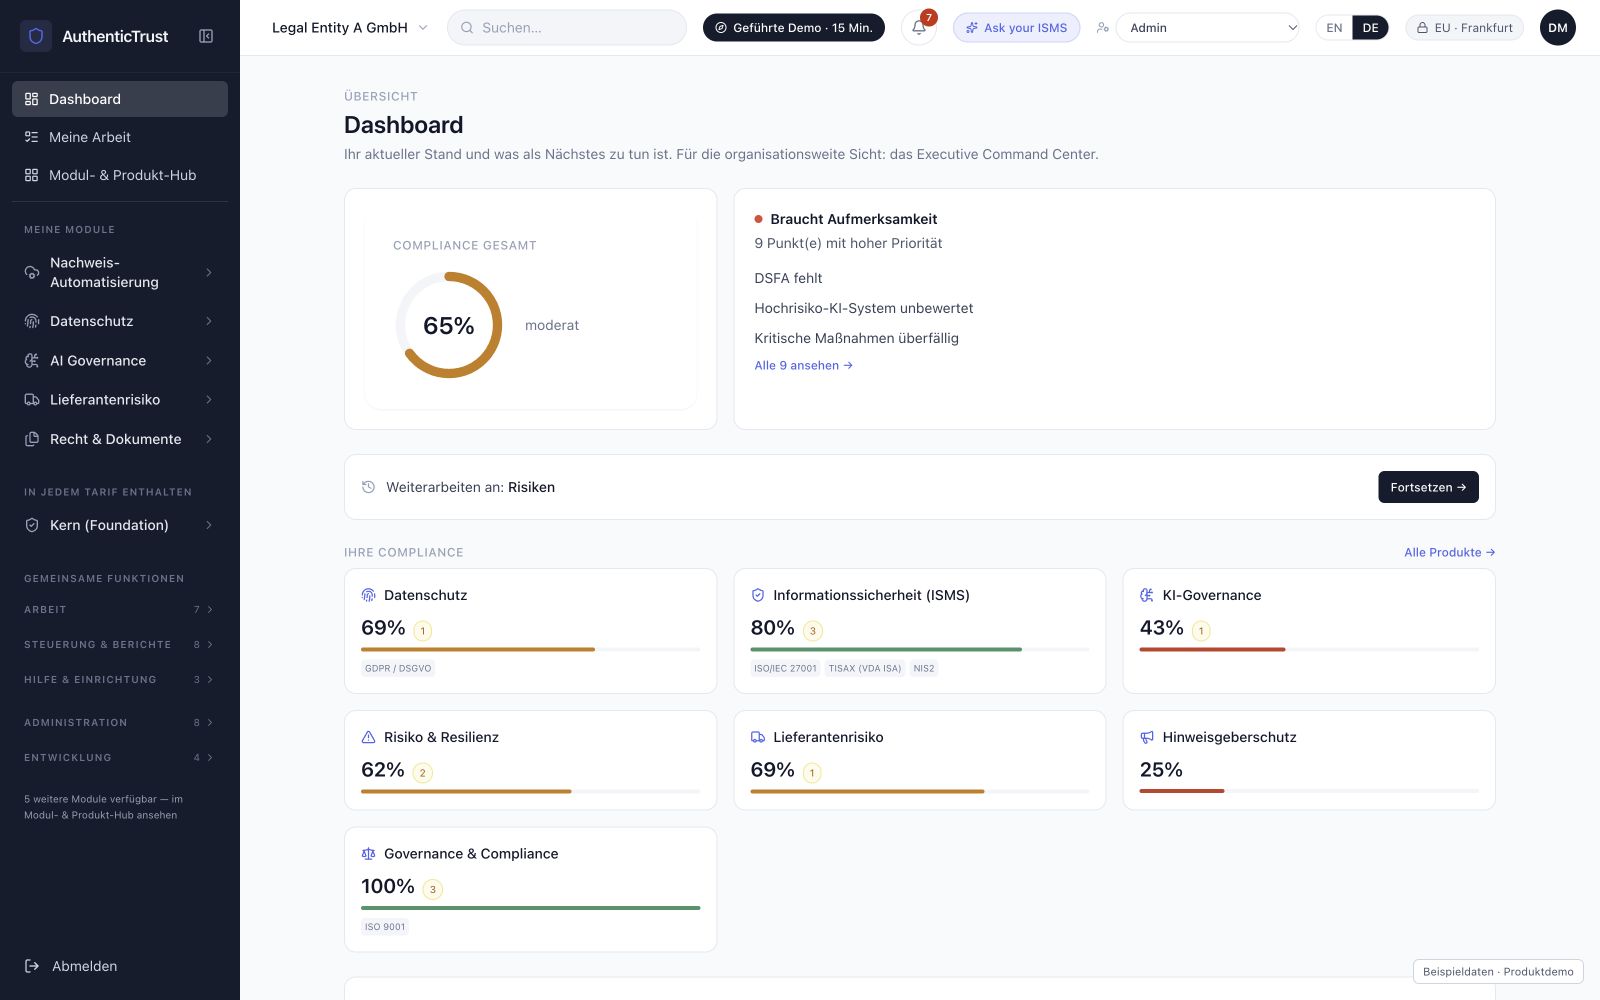 AuthenticTrust
Dashboard
Meine Arbeit
Modul- & Produkt-Hub
MEINE MODULE
Nachweis-
Automatisierung
Datenschutz
AI Governance
Lieferantenrisiko
Recht & Dokumente
IN JEDEM TARIF ENTHALTEN
Kern (Foundation)
GEMEINSAME FUNKTIONEN
ARBEIT 7
STEUERUNG & BERICHTE 8
HILFE & EINRICHTUNG 3
ADMINISTRATION 8
ENTWICKLUNG 4
5 weitere Module verfügbar — im
Modul- & Produkt-Hub ansehen
Abmelden
Legal Entity A GmbH
Suchen...
Geführte Demo · 15 Min.
7
Ask your ISMS
Admin
EN DE
EU · Frankfurt
DM
ÜBERSICHT
Dashboard
Ihr aktueller Stand und was als Nächstes zu tun ist. Für die organisationsweite Sicht: das Executive Command Center.
COMPLIANCE GESAMT
65%
moderat
Braucht Aufmerksamkeit
9 Punkt(e) mit hoher Priorität
DSFA fehlt
Hochrisiko-KI-System unbewertet
Kritische Maßnahmen überfällig
Alle 9 ansehen →
Weiterarbeiten an: Risiken
Fortsetzen →
IHRE COMPLIANCE
Alle Produkte →
Datenschutz
69% 1
GDPR / DSGVO
Informationssicherheit (ISMS)
80% 3
ISO/IEC 27001 TISAX (VDA ISA) NIS2
KI-Governance
43% 1
Risiko & Resilienz
62% 2
Lieferantenrisiko
69% 1
Hinweisgeberschutz
25%
Governance & Compliance
100% 3
ISO 9001
Beispieldaten · Produktdemo